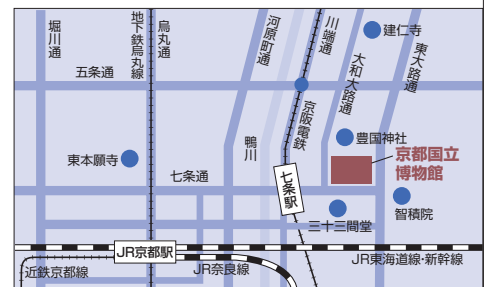 堀川通
地下鉄烏丸線
烏丸通
河原町通
川端通
大和大路通
建仁寺
東大路通
五条通
京阪電鉄
鴨川
豊国神社
京都国立
博物館
東本願寺
七条通
七条駅
智積院
三十三間堂
JR京都駅
近鉄京都線
JR奈良線
JR東海道線・新幹線